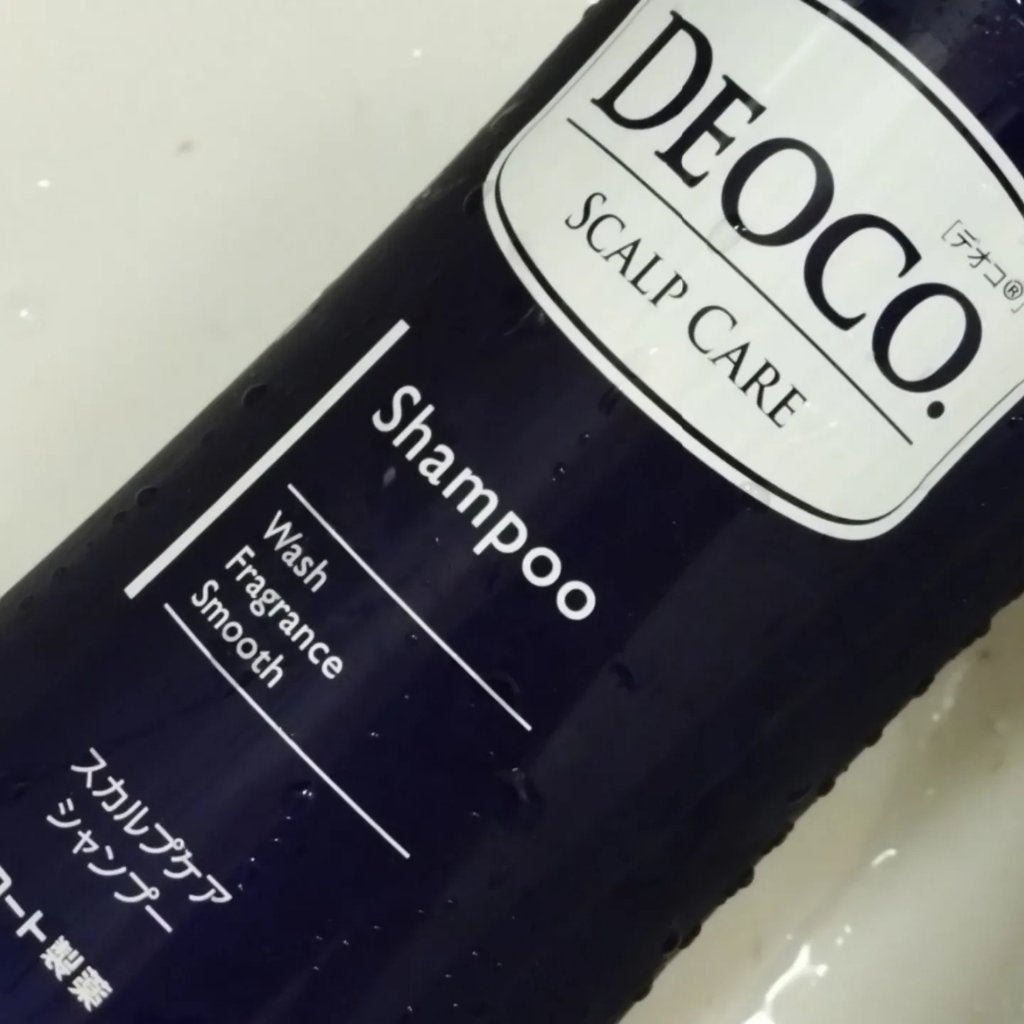 DEOCO.
[デオコ®]
SCALP CARE
Shampoo
Wash
Fragrance
Smooth
スカルプケア
シャンプー
ート製薬